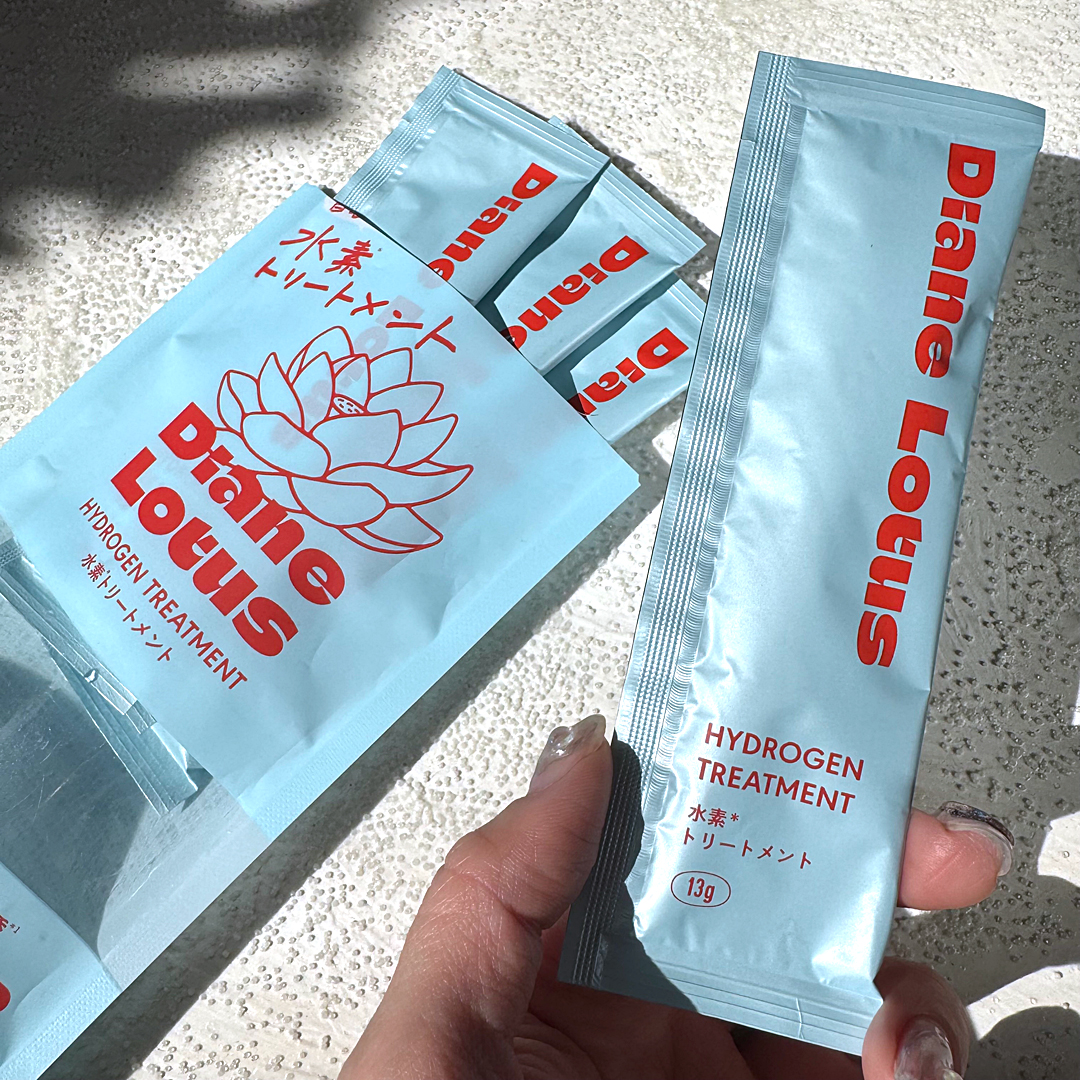 水素
トリートメント
Diane
Lotus
HYDROGEN TREATMENT
水素*トリートメント
Diane
Diane
Dia
Diane Lotus
HYDROGEN
TREATMENT
水素*
トリートメント
13g